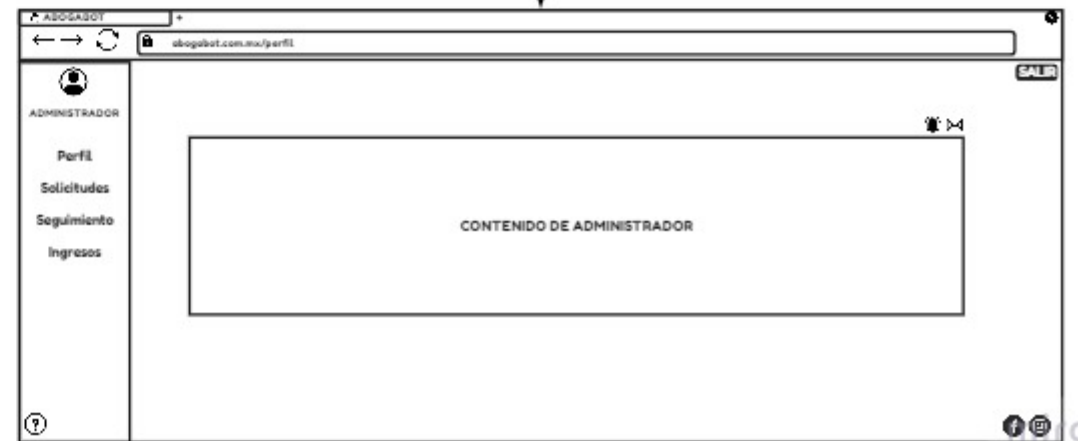 ABOGABOT +
abogabot.com.mx/perfil
SALIR
ADMINISTRADOR
Perfil
Solicitudes
Seguimiento
Ingresos
CONTENIDO DE ADMINISTRADOR
?